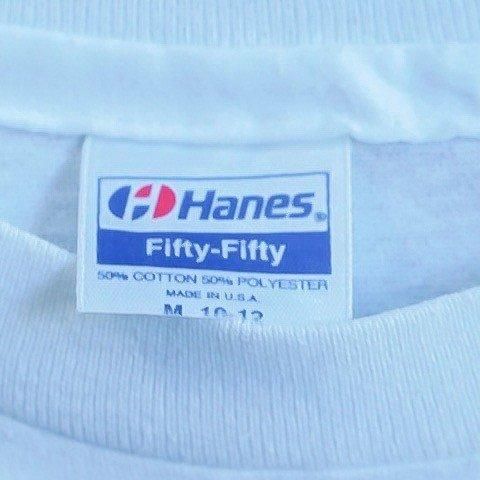 Hanes®
Fifty-Fifty
50% COTTON 50% POLYESTER
MADE IN U.S.A.
M 10-12